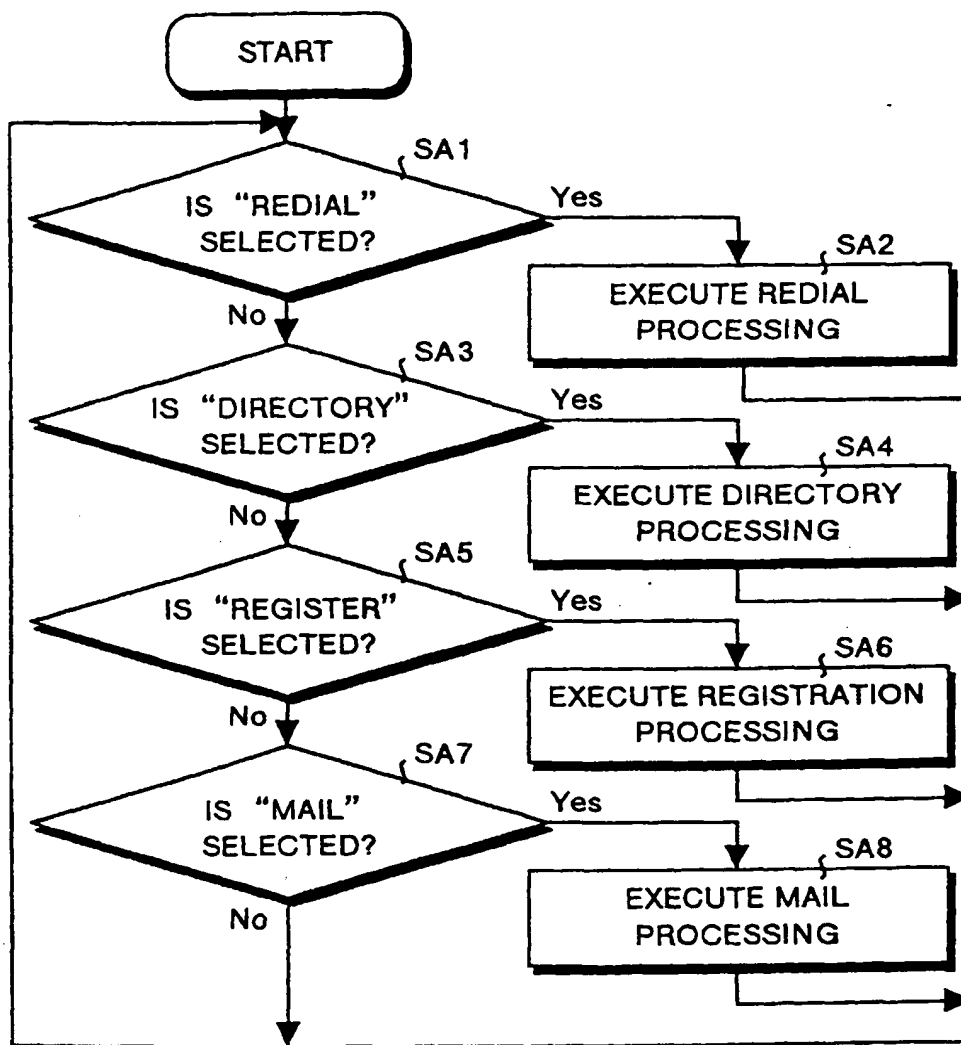 START
SA1
IS "REDIAL"
SELECTED?
Yes
No
SA2
EXECUTE REDIAL
PROCESSING
SA3
IS "DIRECTORY"
SELECTED?
Yes
No
SA4
EXECUTE DIRECTORY
PROCESSING
SA5
IS "REGISTER"
SELECTED?
Yes
No
SA6
EXECUTE REGISTRATION
PROCESSING
SA7
IS "MAIL"
SELECTED?
Yes
No
SA8
EXECUTE MAIL
PROCESSING